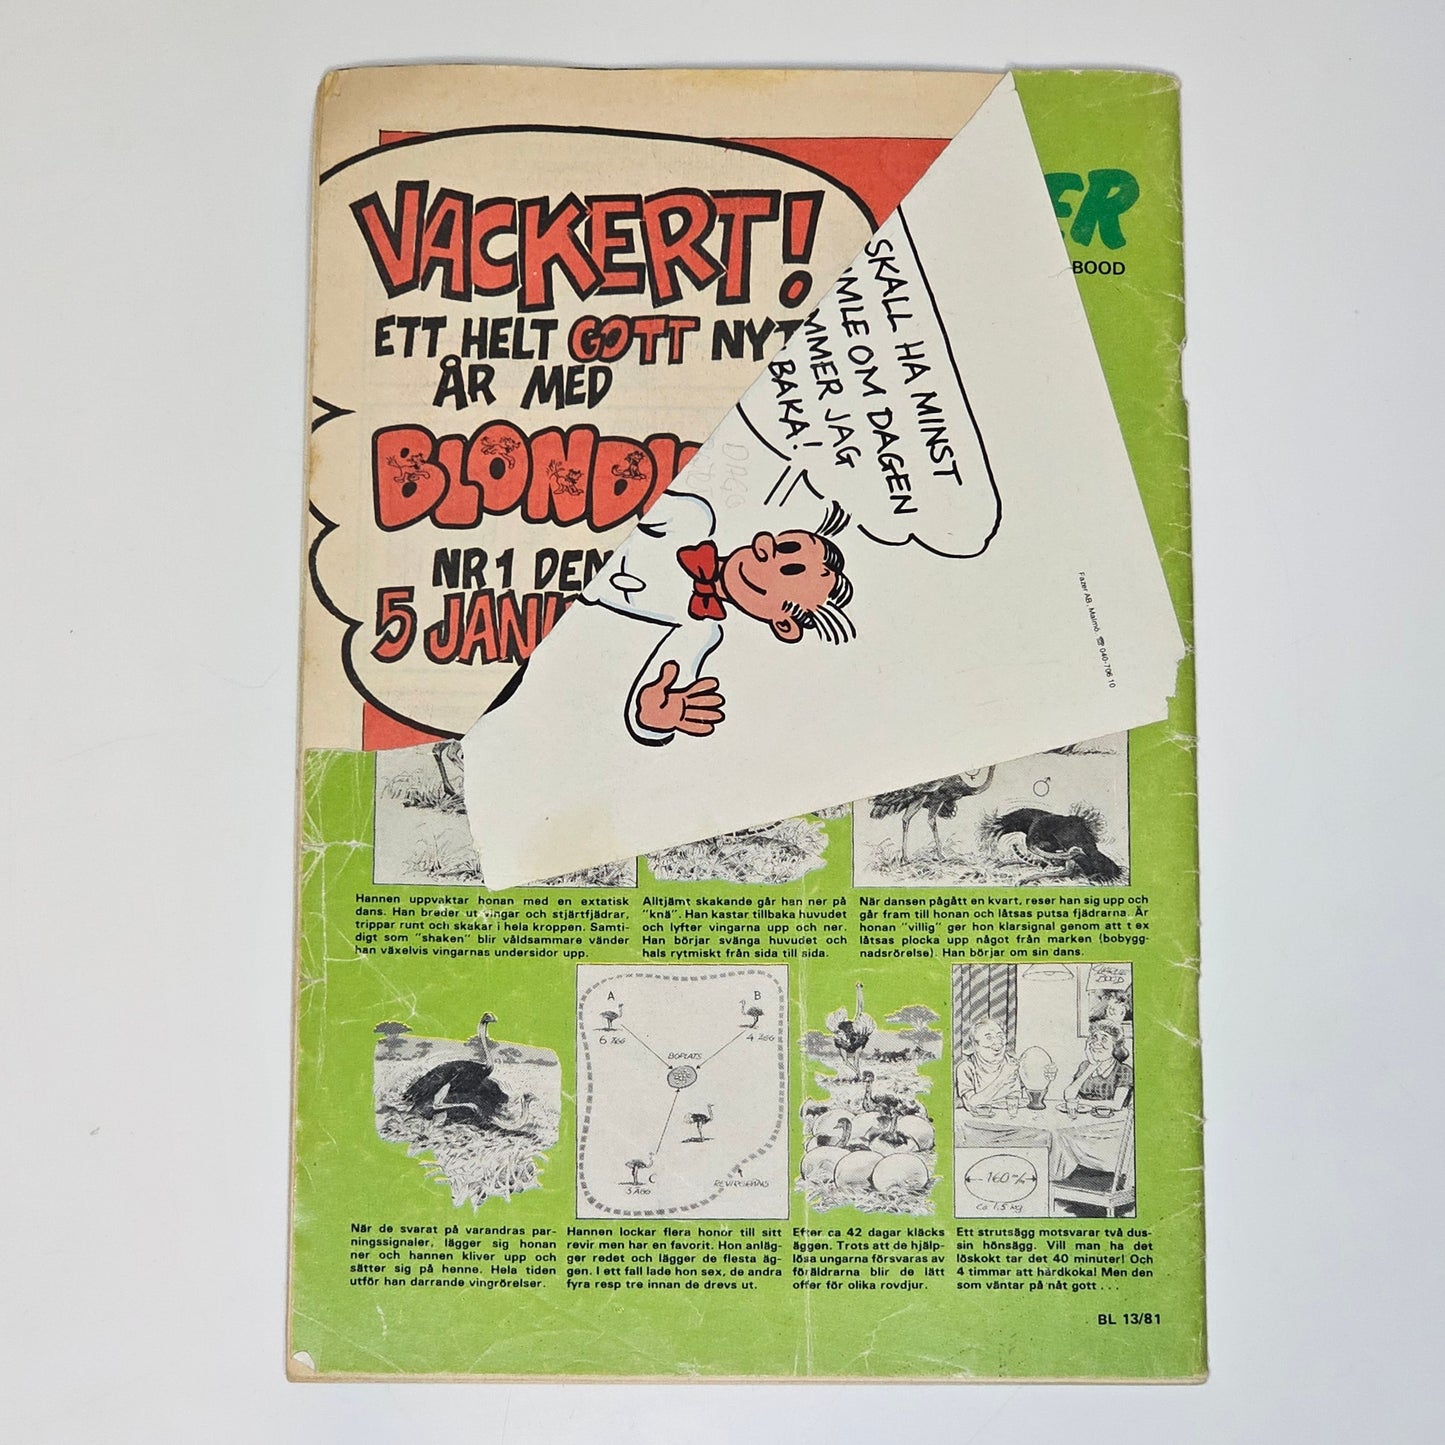 VACKERT!
ETT HELT GOTT NYTT
ÅR MED
NR 1 DEN
SKALL HA MINST
OM DAGEN
JAG
BAKA!
ER
BOOD
Fazer AB, Malmö. ☎ 040-706 10
♂
Hannen uppvaktar honan med en extatisk
dans. Han breder ut vingar och stjärtfjädrar,
trippar runt och skakar i hela kroppen. Samti-
digt som "shaken" blir våldsammare vänder
han växelvis vingarnas undersidor upp.
Alltjämt skakande går han ner på
"knä". Han kastar tillbaka huvudet
och lyfter vingarna upp och ner.
Han börjar svänga huvudet och
hals rytmiskt från sida till sida.
När dansen pågått en kvart, reser han sig upp och
går fram till honan och låtsas putsa fjädrarna. Är
honan "villig" ger hon klarsignal genom att t ex
låtsas plocka upp något från marken (bobygg-
nadsrörelse). Han börjar om sin dans.
A
6 ÄGG
B
4 ÄGG
BOPLATS
C
3 ÄGG
REVIRGRÄNS
BOOD
160 m/m
ca 1,5 kg
När de svarat på varandras par-
ningssignaler, lägger sig honan
ner och hannen kliver upp och
sätter sig på henne. Hela tiden
utför han darrande vingrörelser.
Hannen lockar flera honor till sitt
revir men har en favorit. Hon anläg-
ger redet och lägger de flesta äg-
gen. I ett fall lade hon sex, de andra
fyra resp tre innan de drevs ut.
Efter ca 42 dagar kläcks
äggen. Trots att de hjälp-
lösa ungarna försvaras av
föräldrarna blir de lätt
offer för olika rovdjur.
Ett strutsägg motsvarar två dus-
sin hönsägg. Vill man ha det
löskokt tar det 40 minuter! Och
4 timmar att hårdkoka! Men den
som väntar på nåt gott . . .
BL 13/81